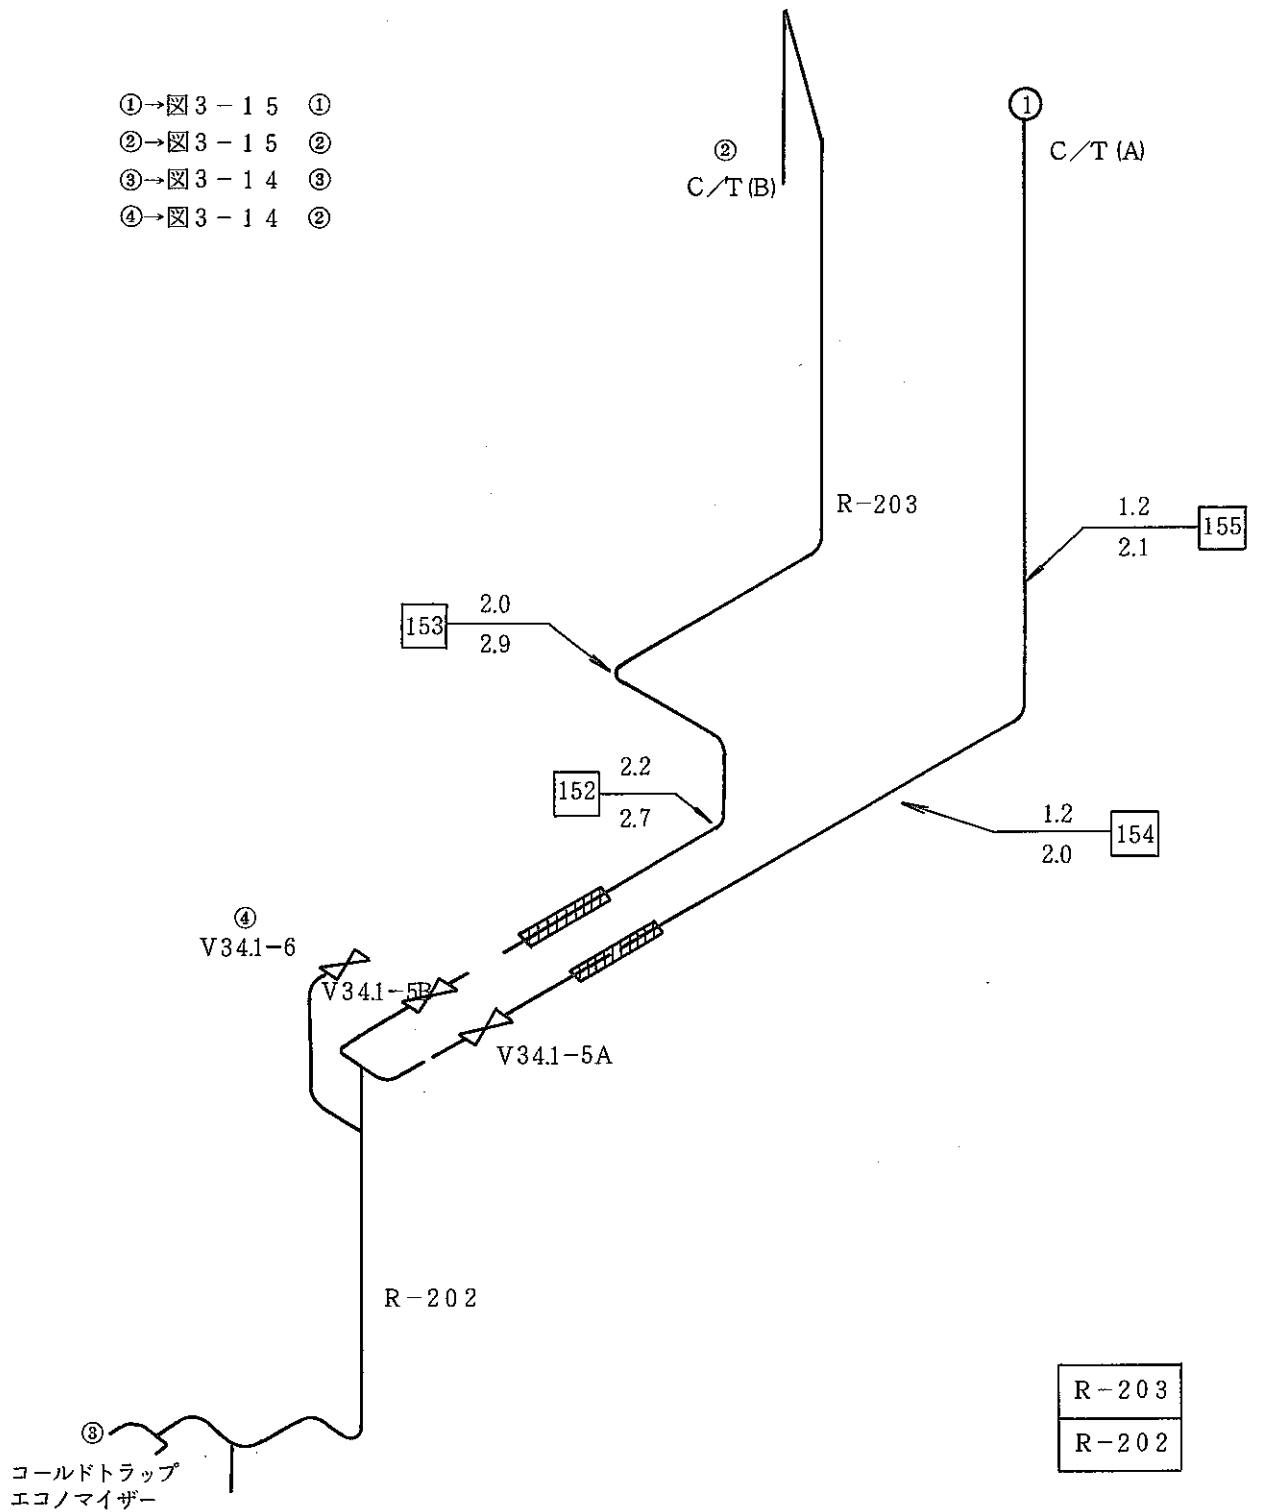 ①→図3-15 ①
②→図3-15 ②
③→図3-14 ③
④→図3-14 ②
②
C/T(B)
①
C/T(A)
R-203
1.2
155
2.1
2.0
153
2.9
2.2
152
2.7
1.2
154
2.0
④
V34.1-6
V34.1-5B
V34.1-5A
R-202
R-203
R-202
③
コールドトラップ
エコノマイザー